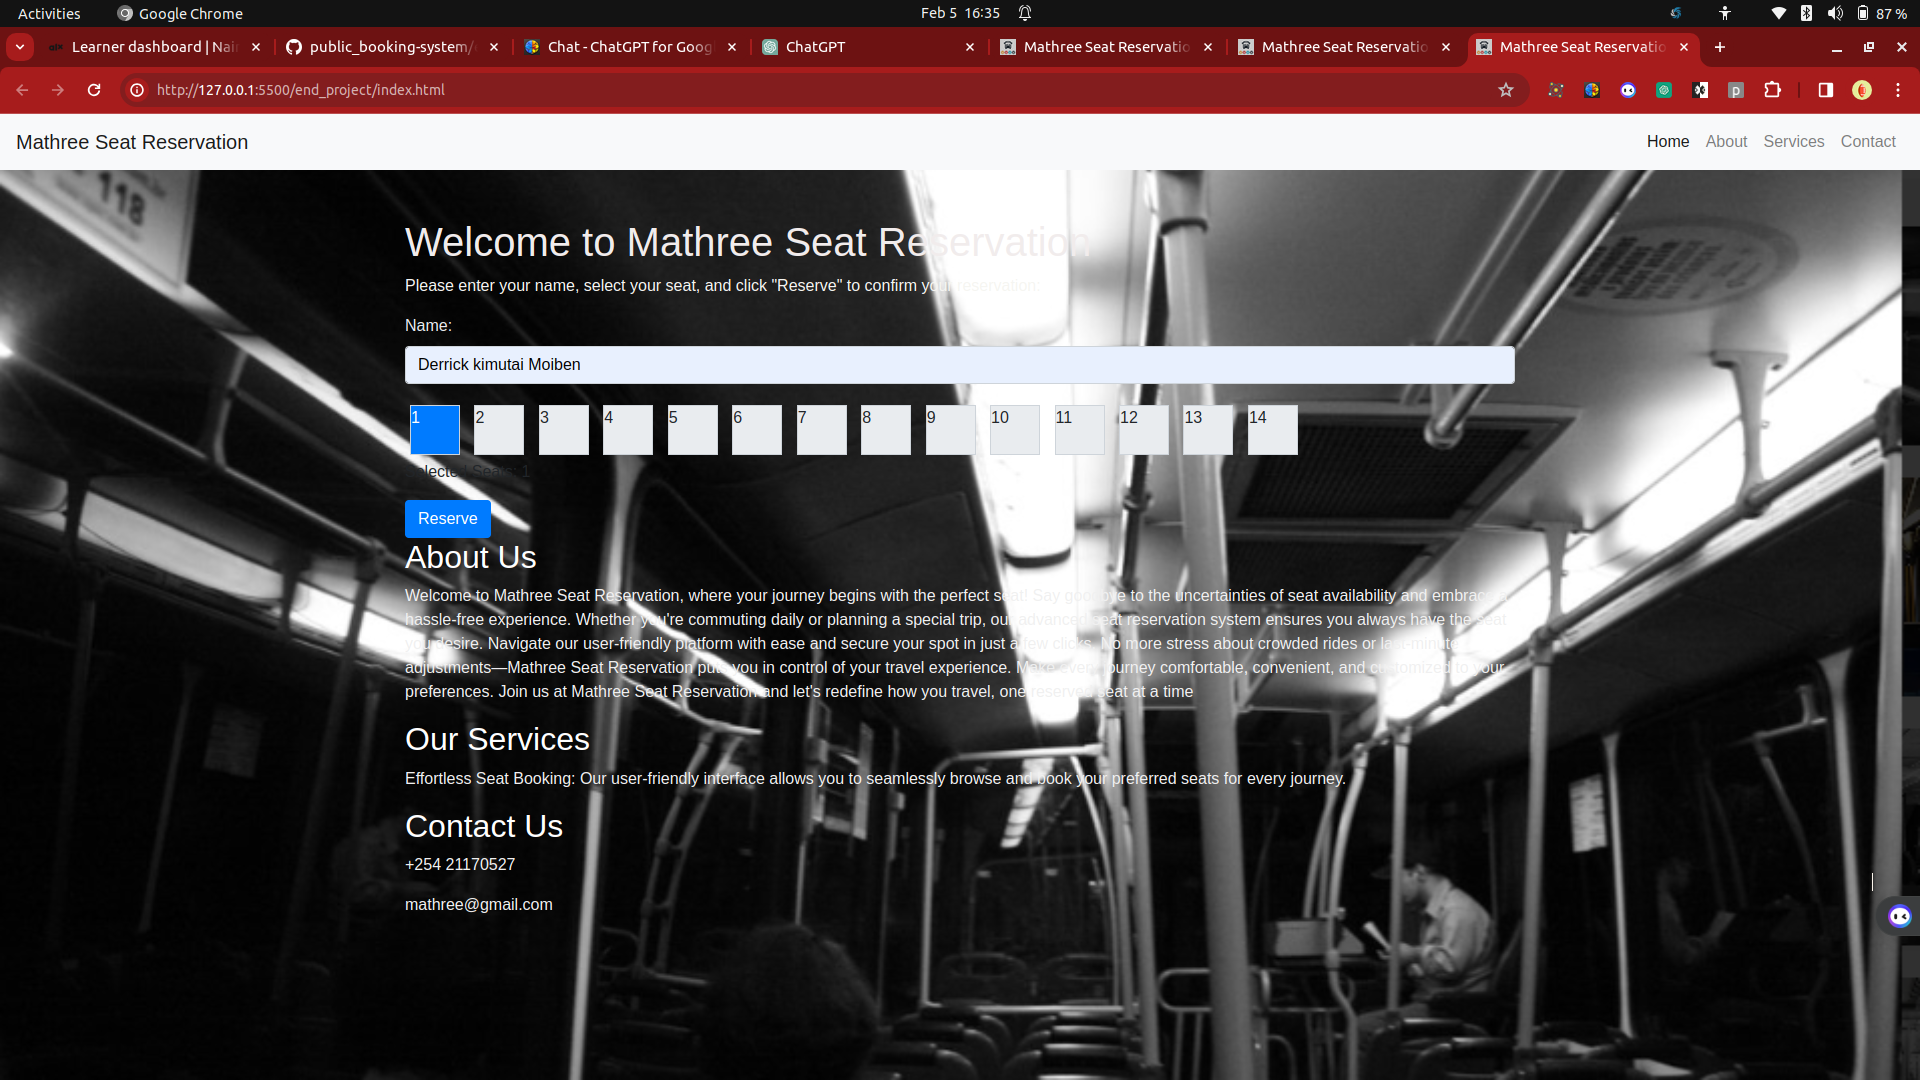 Activities Google Chrome Feb 5 16:35 87 %
Learner dashboard | Nair public_booking-system/ Chat - ChatGPT for Goog ChatGPT Mathree Seat Reservatio Mathree Seat Reservatio Mathree Seat Reservatio
http://127.0.0.1:5500/end_project/index.html
Mathree Seat Reservation Home About Services Contact
118
Welcome to Mathree Seat Reservation
Please enter your name, select your seat, and click "Reserve" to confirm your reservation:
Name:
Derrick kimutai Moiben
1 2 3 4 5 6 7 8 9 10 11 12 13 14
Selected Seats: 1
Reserve
About Us
Welcome to Mathree Seat Reservation, where your journey begins with the perfect seat! Say goodbye to the uncertainties of seat availability and embrace a
hassle-free experience. Whether you're commuting daily or planning a special trip, our advanced seat reservation system ensures you always have the seat
you desire. Navigate our user-friendly platform with ease and secure your spot in just a few clicks. No more stress about crowded rides or last-minute
adjustments—Mathree Seat Reservation puts you in control of your travel experience. Make every journey comfortable, convenient, and customized to your
preferences. Join us at Mathree Seat Reservation and let's redefine how you travel, one reserved seat at a time
Our Services
Effortless Seat Booking: Our user-friendly interface allows you to seamlessly browse and book your preferred seats for every journey.
Contact Us
+254 21170527
mathree@gmail.com